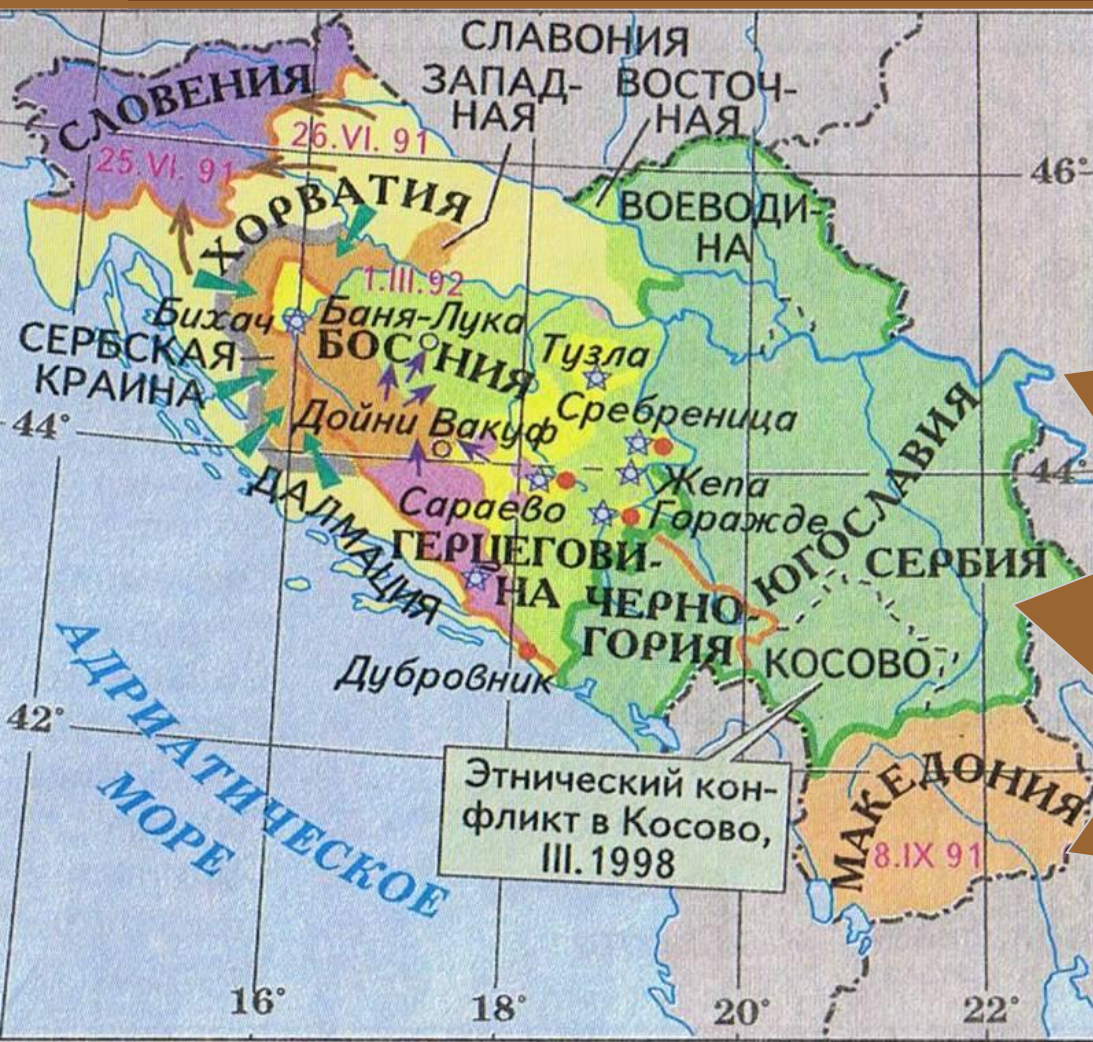 СЛАВОНИЯ
ЗАПАД-
НАЯ
ВОСТОЧ-
НАЯ
СЛОВЕНИЯ
26.VI. 91
25.VI. 91
46°
ХОРВАТИЯ
ВОЕВОДИ-
НА
1.III.92
Бихач
Баня-Лука
СЕРБСКАЯ
КРАИНА
БОСНИЯ
Тузла
Сребреница
Дойни Вакуф
44°
44°
Жепа
Сараево
Горажде
ДАЛМАЦИЯ
ГЕРЦЕГОВИ-
НА
ЮГОСЛАВИЯ
СЕРБИЯ
ЧЕРНО-
ГОРИЯ
КОСОВО
Дубровник
АДРИАТИЧЕСКОЕ
МОРЕ
42°
Этнический кон-
фликт в Косово,
III.1998
МАКЕДОНИЯ
8.IX 91
16°
18°
20°
22°